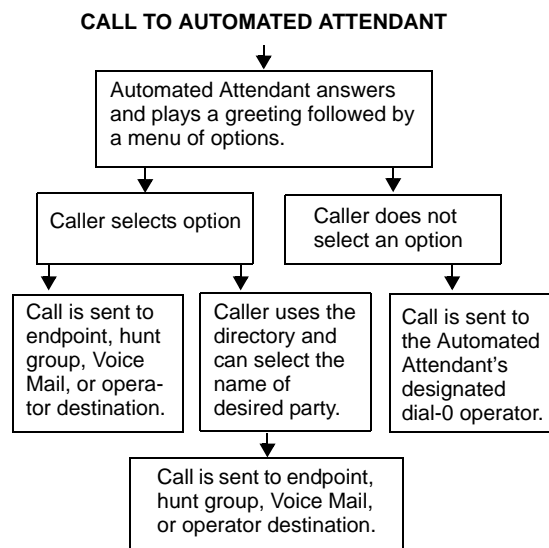 CALL TO AUTOMATED ATTENDANT
Automated Attendant answers
and plays a greeting followed by
a menu of options.
Caller selects option
Caller does not
select an option
Call is sent to
endpoint, hunt
group, Voice
Mail, or opera-
tor destination.
Caller uses the
directory and
can select the
name of
desired party.
Call is sent to
the Automated
Attendant's
designated
dial-0 operator.
Call is sent to endpoint,
hunt group, Voice Mail,
or operator destination.